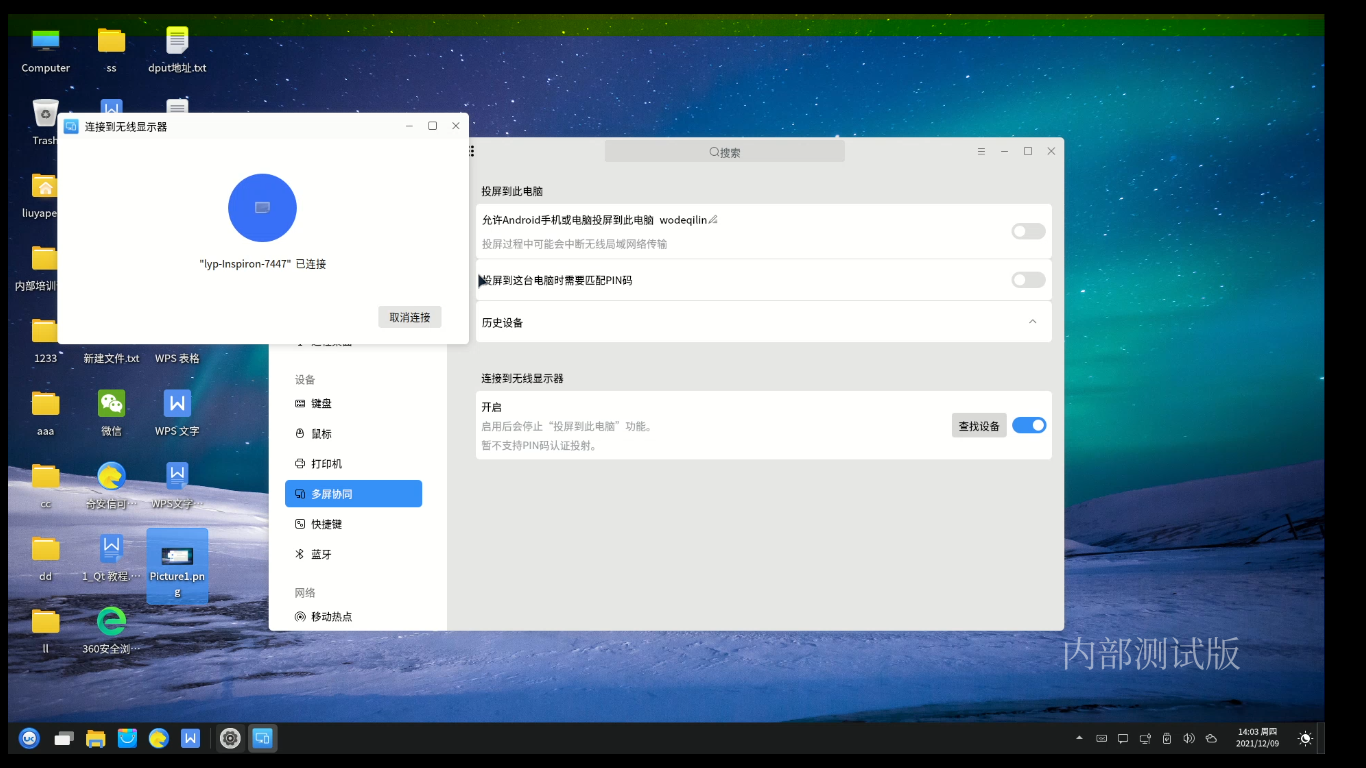 Computer
ss
dput地址.txt
Trash
liuyape
内部培训
1233
新建文件.txt
WPS 表格
aaa
微信
WPS 文字
cc
奇安信可…
WPS文字…
dd
1_Qt 教程.…
Picture1.pn
g
ll
360安全浏…
连接到无线显示器
"lyp-Inspiron-7447" 已连接
取消连接
搜索
投屏到此电脑
允许Android手机或电脑投屏到此电脑 wodeqilin
投屏过程中可能会中断无线局域网络传输
投屏到这台电脑时需要匹配PIN码
历史设备
连接到无线显示器
开启
启用后会停止“投屏到此电脑”功能。
暂不支持PIN码认证投射。
查找设备
设备
键盘
鼠标
打印机
多屏协同
快捷键
蓝牙
网络
移动热点
内部测试版
14:03 周四
2021/12/09